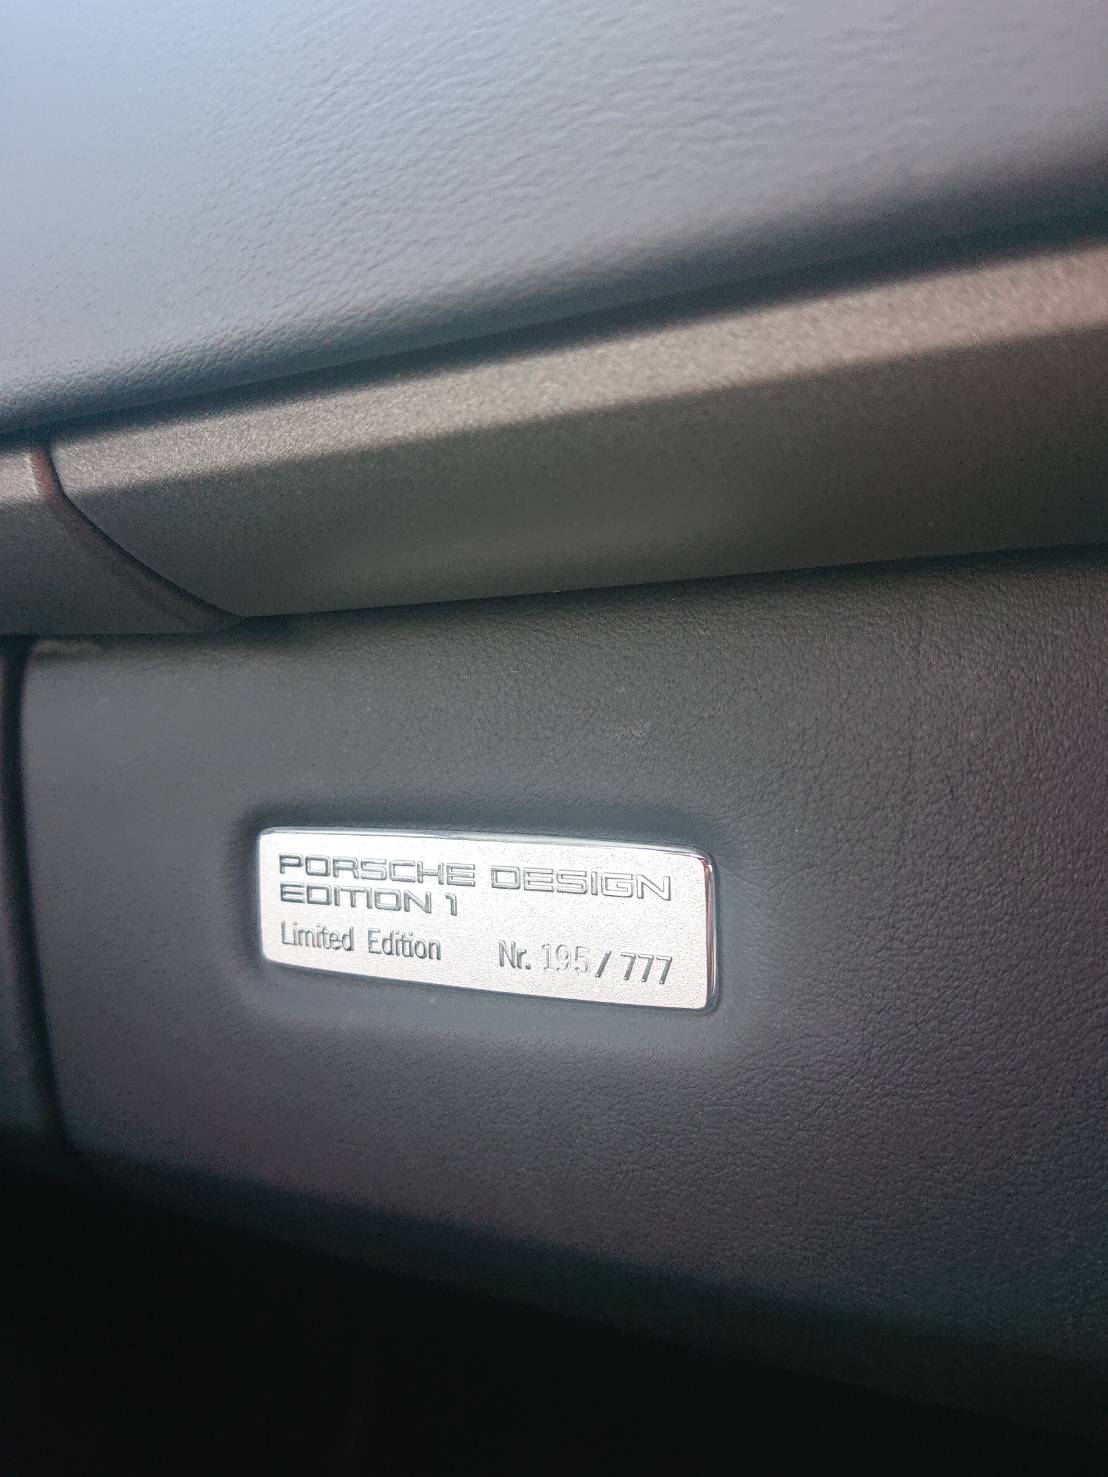 PORSCHE DESIGN
EDITION 1
Limited Edition Nr. 195/777